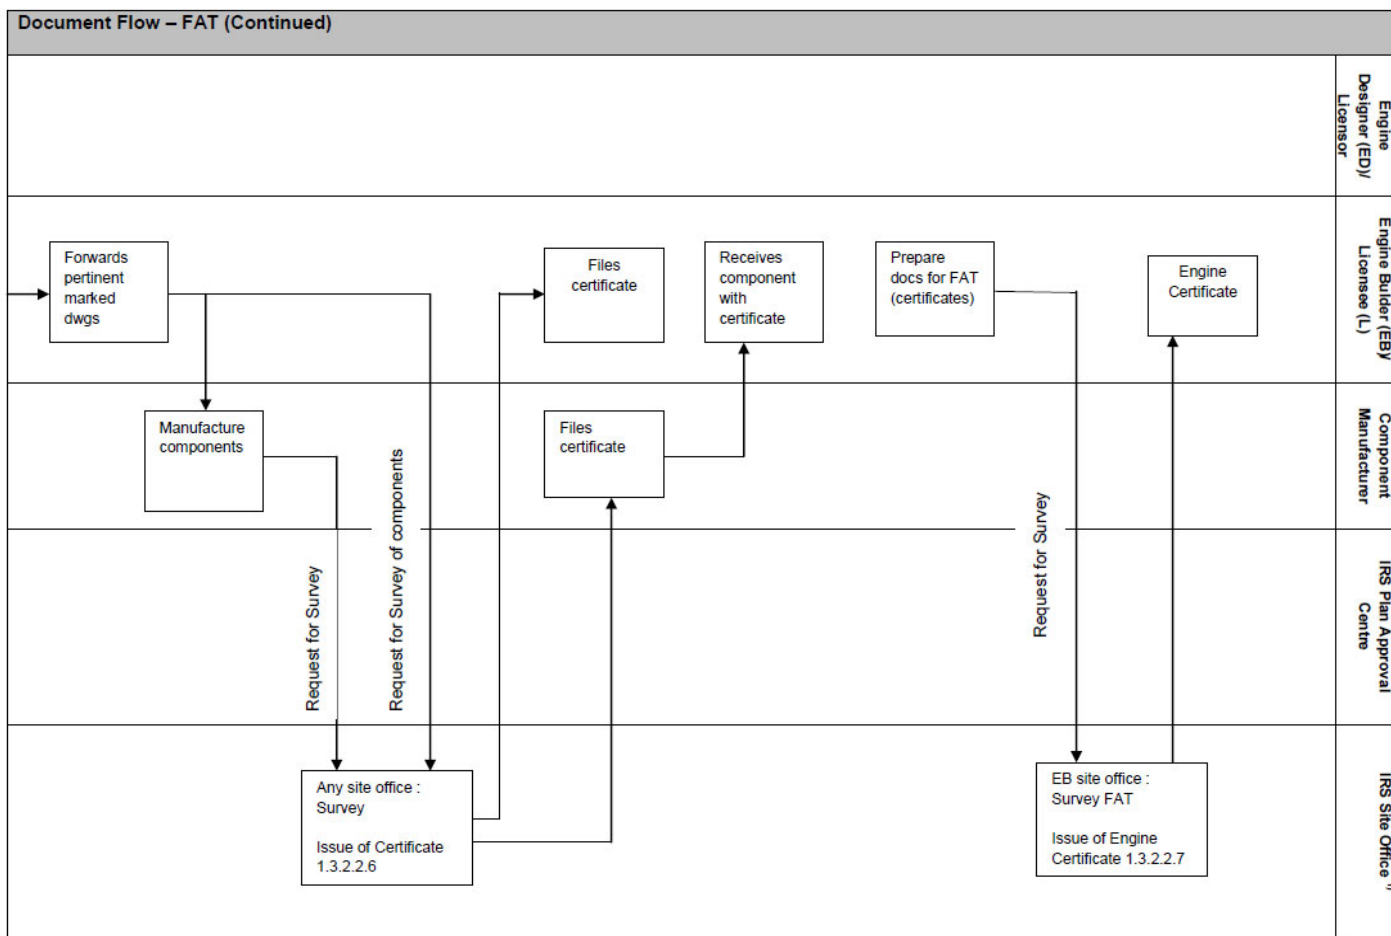 Document Flow – FAT (Continued)
Engine
Designer (ED)/
Licensor
Forwards
pertinent
marked
dwgs
Files
certificate
Receives
component
with
certificate
Prepare
docs for FAT
(certificates)
Engine
Certificate
Engine Bulder (EB)/
Licensee (L)
Manufacture
components
Files
certificate
Component
Manufacturer
Request for Survey
Request for Survey of components
Request for Survey
IRS Plan Approval
Centre
Any site office :
Survey
Issue of Certificate
1.3.2.2.6
EB site office :
Survey FAT
Issue of Engine
Certificate 1.3.2.2.7
IRS Site Office